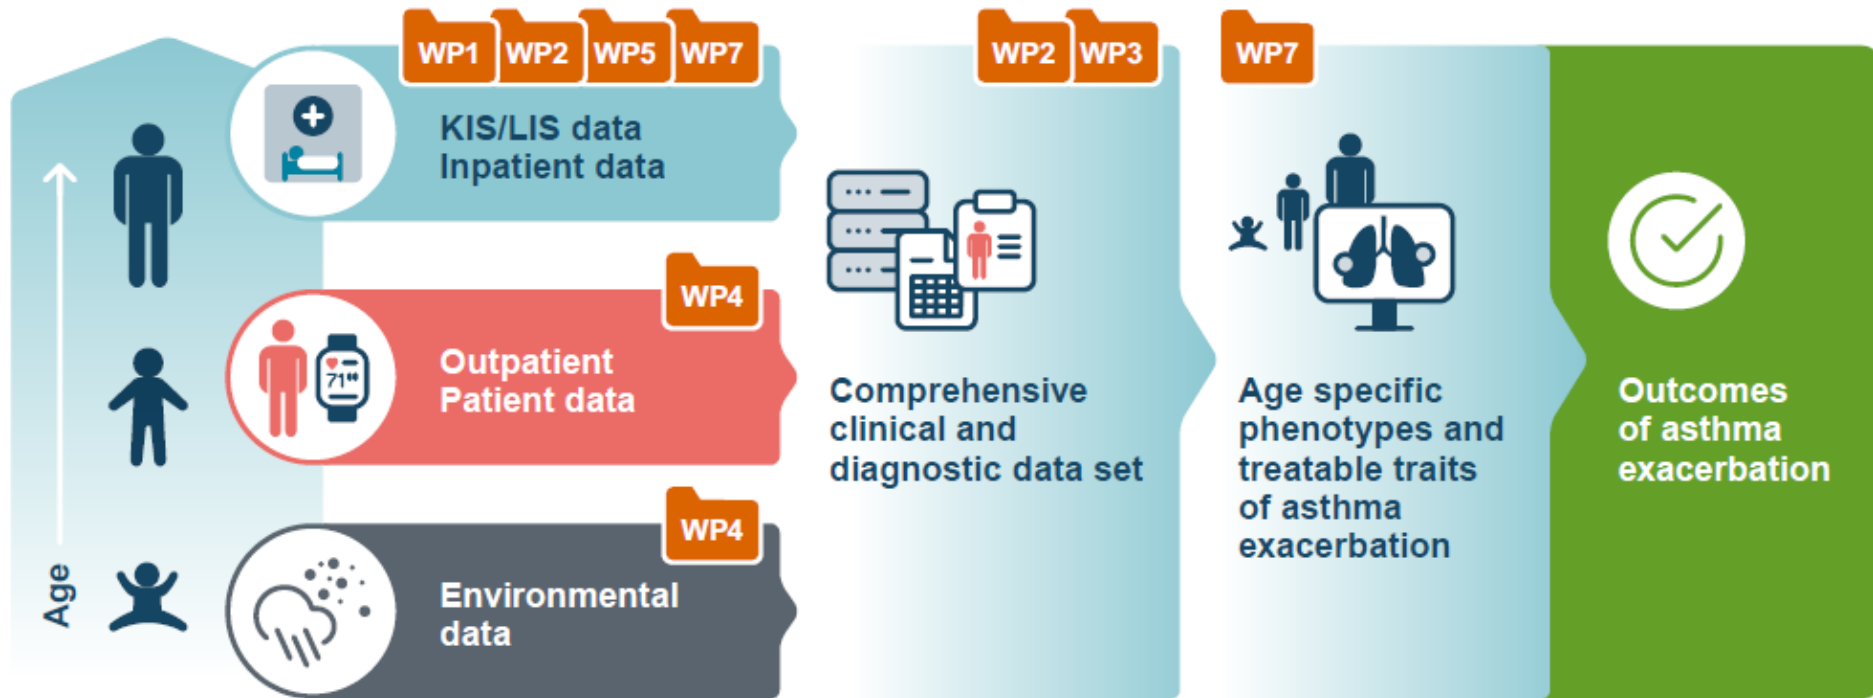 WP1 WP2 WP5 WP7
KIS/LIS data
Inpatient data
WP4
Outpatient
Patient data
71
WP4
Environmental
data
Age
WP2 WP3
Comprehensive
clinical and
diagnostic data set
WP7
Age specific
phenotypes and
treatable traits
of asthma
exacerbation
Outcomes
of asthma
exacerbation